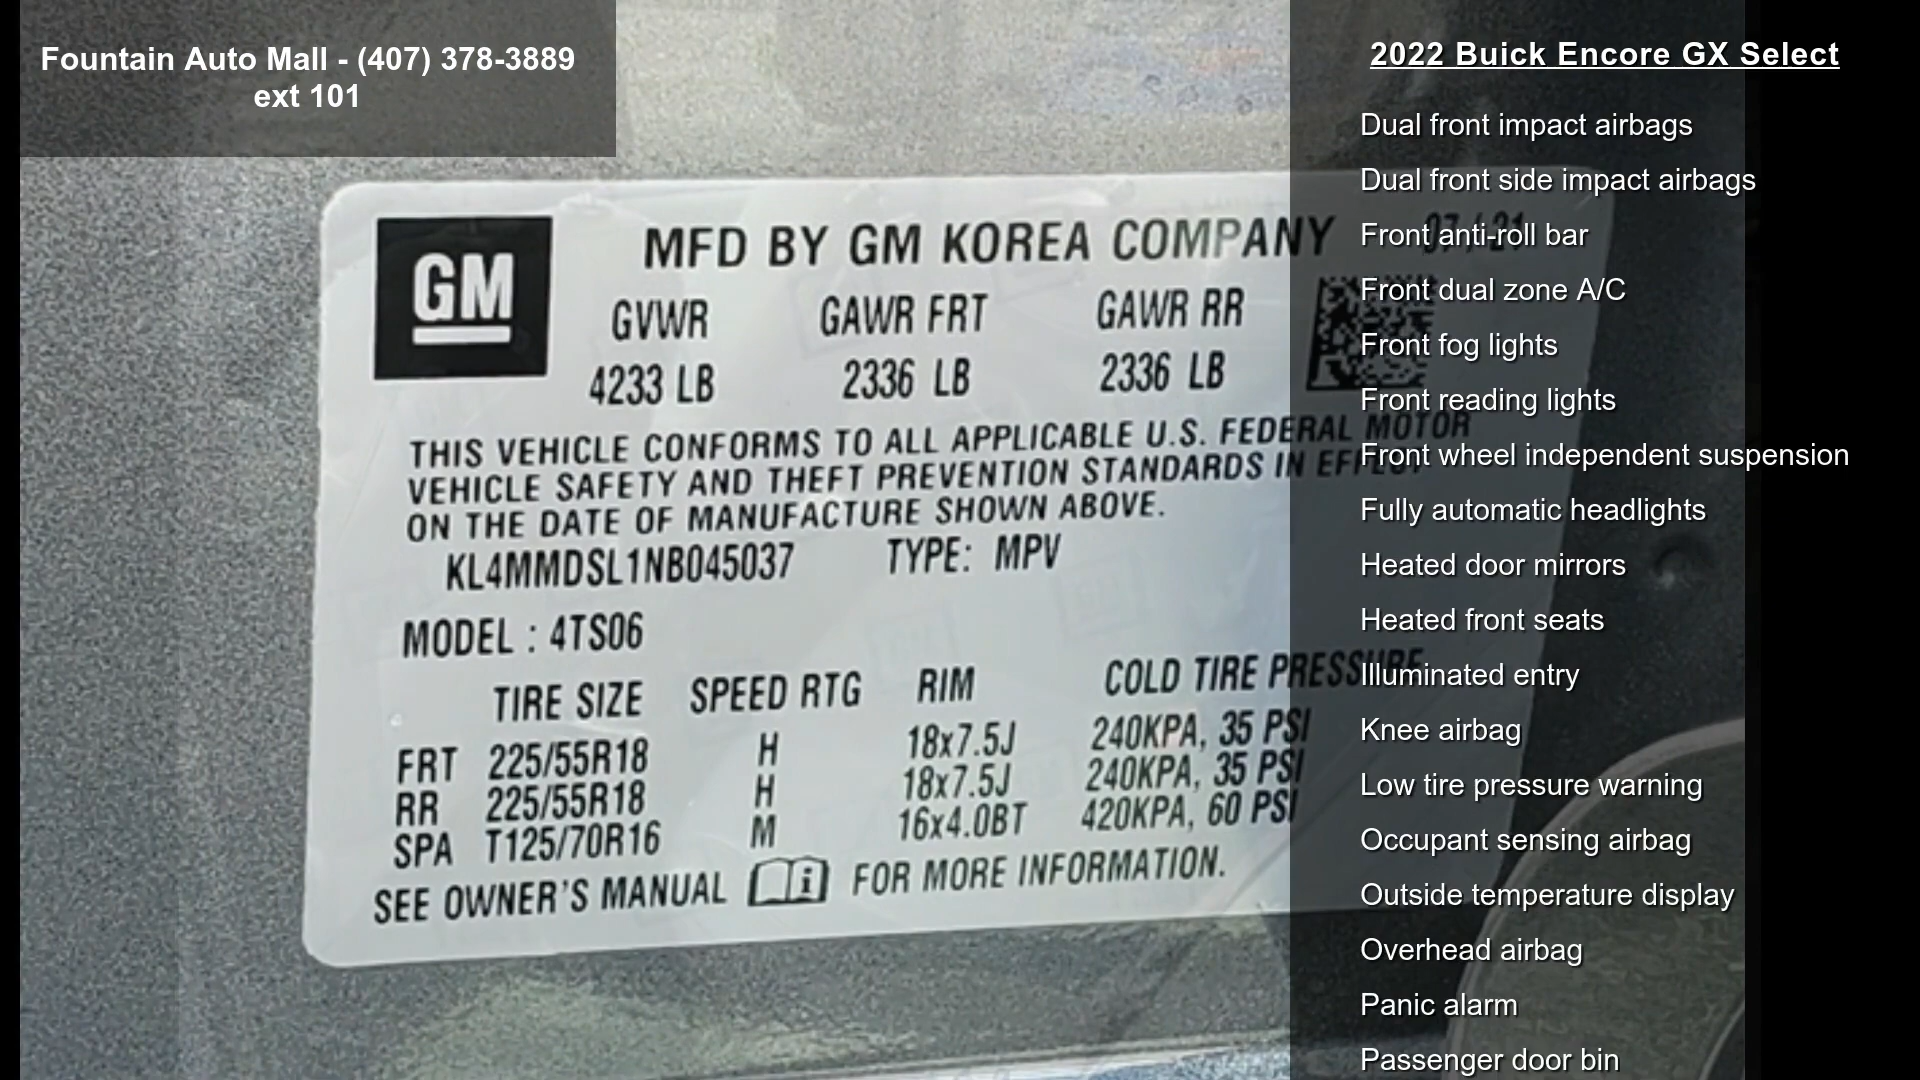 Fountain Auto Mall - (407) 378-3889
ext 101
2022 Buick Encore GX Select
Dual front impact airbags
Dual front side impact airbags
Front anti-roll bar
Front dual zone A/C
Front fog lights
Front reading lights
Front wheel independent suspension
Fully automatic headlights
Heated door mirrors
Heated front seats
Illuminated entry
Knee airbag
Low tire pressure warning
Occupant sensing airbag
Outside temperature display
Overhead airbag
Panic alarm
Passenger door bin
GM
MFD BY GM KOREA COMPANY 07/21
GVWR GAWR FRT GAWR RR
4233 LB 2336 LB 2336 LB
THIS VEHICLE CONFORMS TO ALL APPLICABLE U.S. FEDERAL MOTOR
VEHICLE SAFETY AND THEFT PREVENTION STANDARDS IN EFFECT
ON THE DATE OF MANUFACTURE SHOWN ABOVE.
KL4MMDSL1NB045037 TYPE: MPV
MODEL : 4TS06
TIRE SIZE SPEED RTG RIM COLD TIRE PRESSURE
FRT 225/55R18 H 18x7.5J 240KPA, 35 PSI
RR 225/55R18 H 18x7.5J 240KPA, 35 PSI
SPA T125/70R16 M 16x4.0BT 420KPA, 60 PSI
SEE OWNER'S MANUAL i FOR MORE INFORMATION.